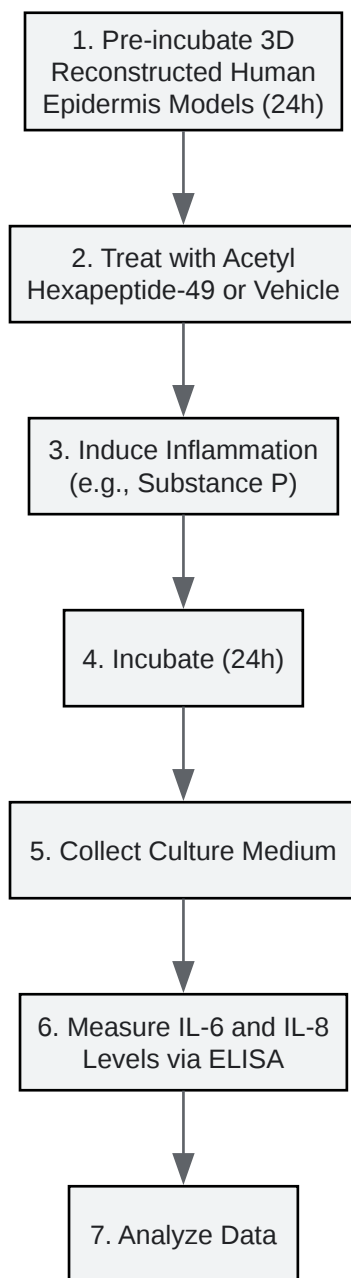 1. Pre-incubate 3D
Reconstructed Human
Epidermis Models (24h)
2. Treat with Acetyl
Hexapeptide-49 or Vehicle
3. Induce Inflammation
(e.g., Substance P)
4. Incubate (24h)
5. Collect Culture Medium
6. Measure IL-6 and IL-8
Levels via ELISA
7. Analyze Data